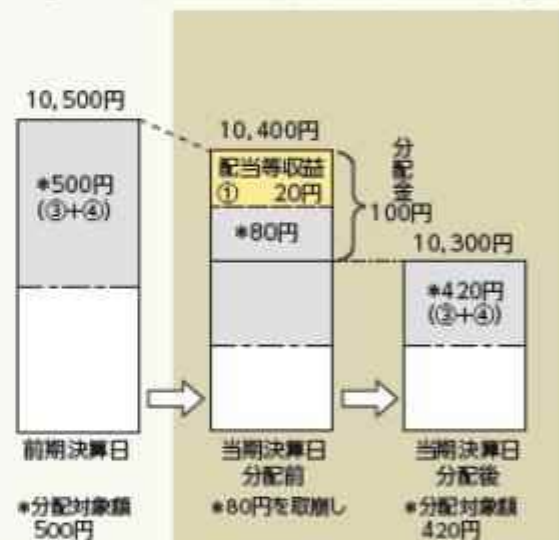 10,500円
*500円
(③+④)
前期決算日
*分配対象額
500円
10,400円
配当等収益
① 20円
*80円
分配金
100円
当期決算日
分配前
*80円を取崩し
10,300円
*420円
(③+④)
当期決算日
分配後
*分配対象額
420円